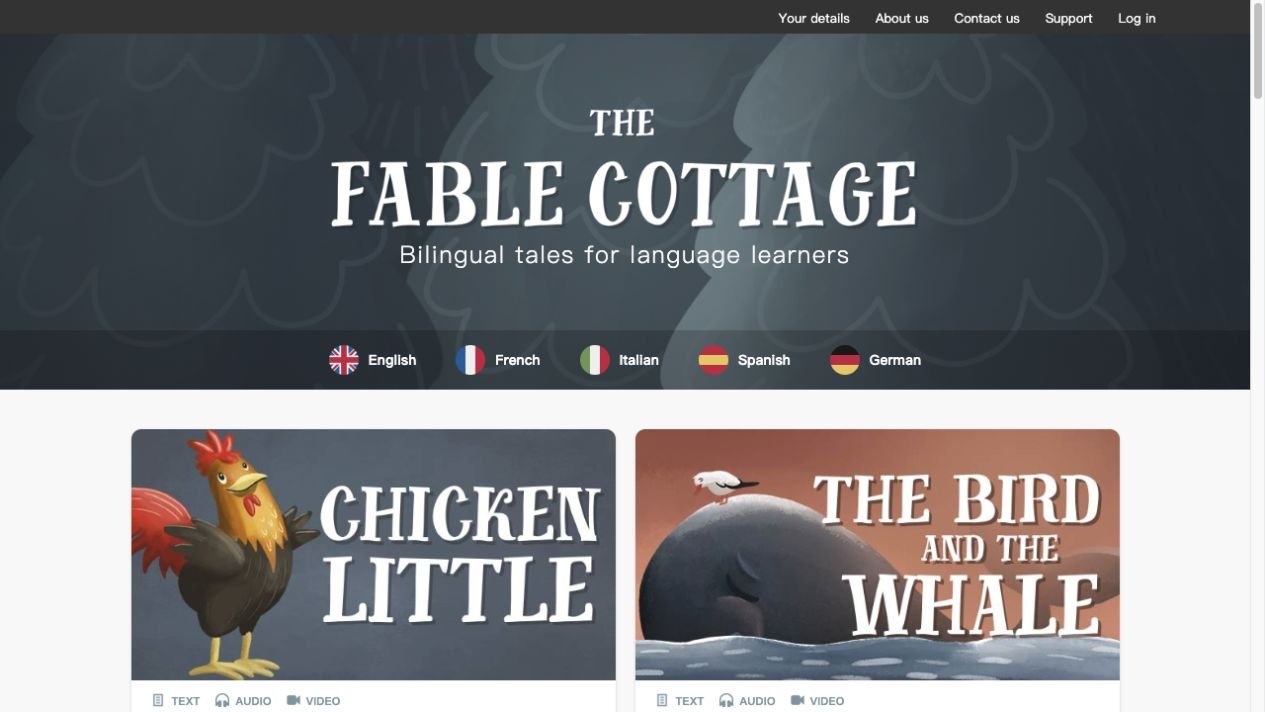 Your details About us Contact us Support Log in
THE
FABLE COTTAGE
Bilingual tales for language learners
English French Italian Spanish German
CHICKEN
LITTLE
THE BIRD
AND THE
WHALE
TEXT AUDIO VIDEO
TEXT AUDIO VIDEO